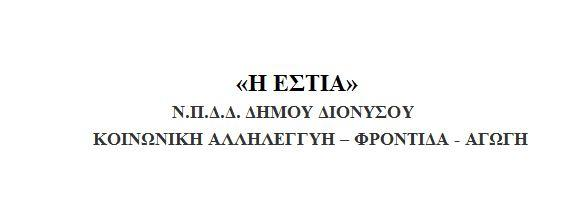 «Η ΕΣΤΙΑ»
Ν.Π.Δ.Δ. ΔΗΜΟΥ ΔΙΟΝΥΣΟΥ
ΚΟΙΝΩΝΙΚΗ ΑΛΛΗΛΕΓΓΥΗ – ΦΡΟΝΤΙΔΑ - ΑΓΩΓΗ